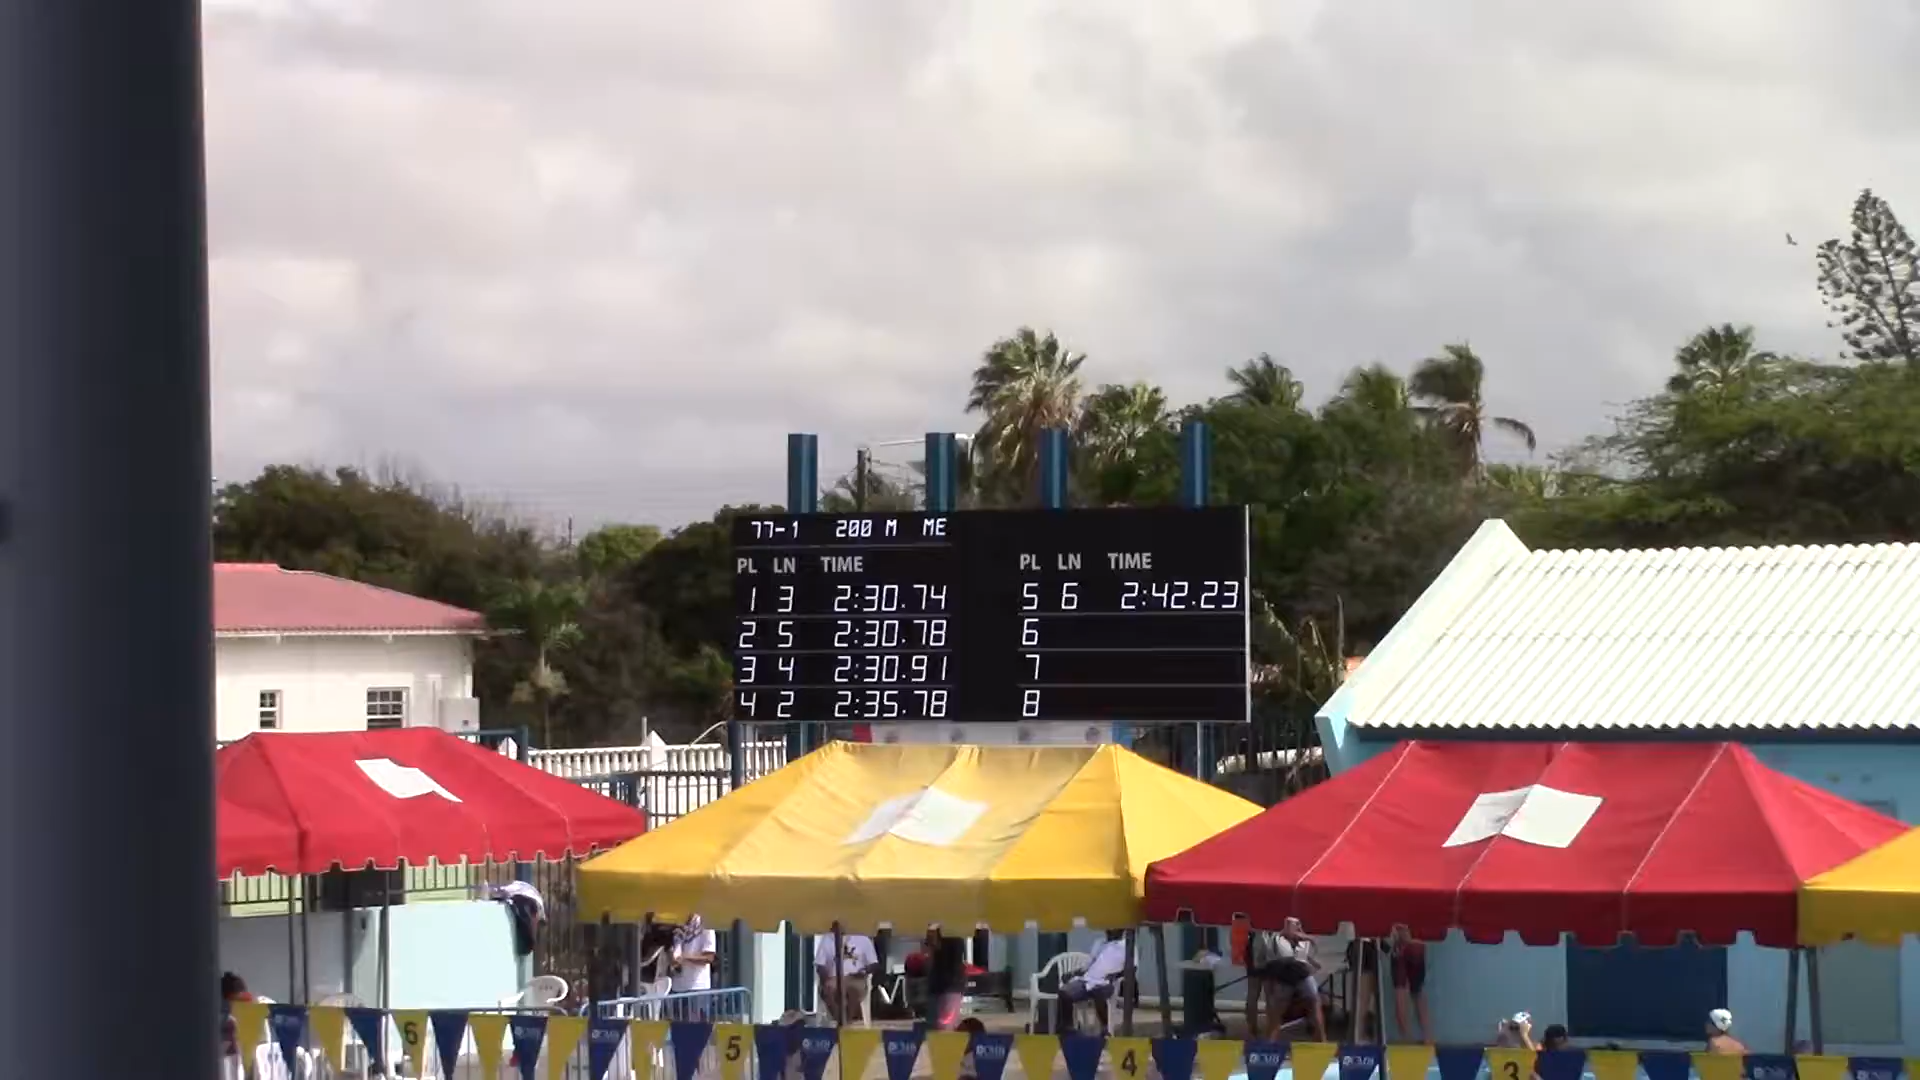 77-1 200 M ME
PL LN TIME
1 3 2:30.74
2 5 2:30.78
3 4 2:30.91
4 2 2:35.78
PL LN TIME
5 6 2:42.23
6
7
8
6 5 4 3